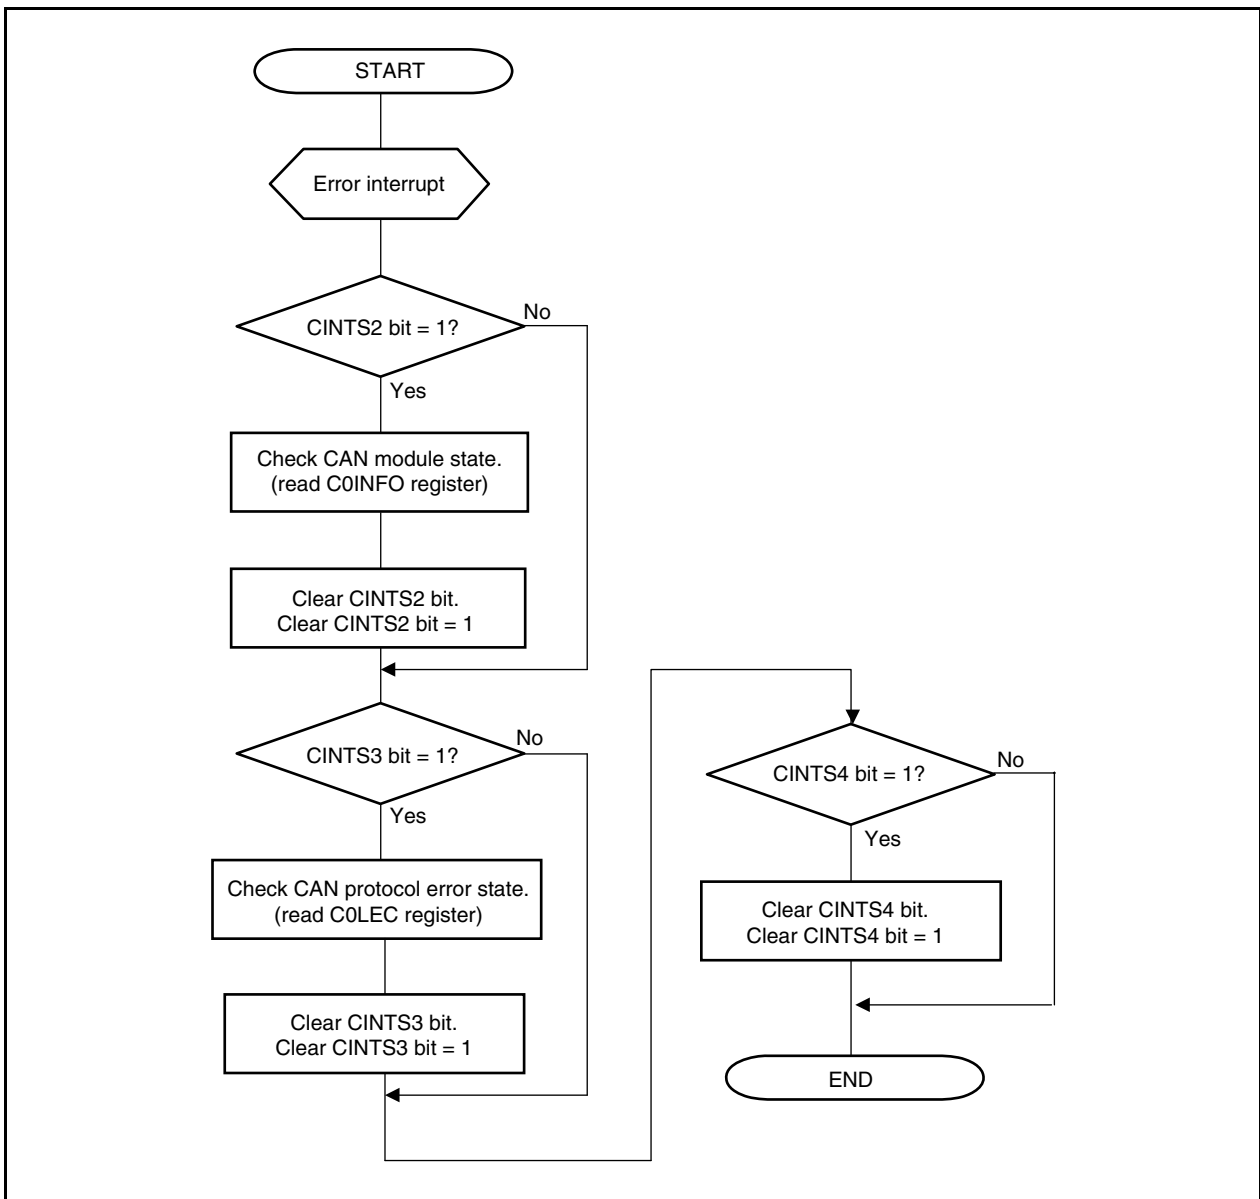 START
Error interrupt
CINTS2 bit = 1?
No
Yes
Check CAN module state.
(read C0INFO register)
Clear CINTS2 bit.
Clear CINTS2 bit = 1
CINTS3 bit = 1?
No
Yes
Check CAN protocol error state.
(read C0LEC register)
Clear CINTS3 bit.
Clear CINTS3 bit = 1
CINTS4 bit = 1?
No
Yes
Clear CINTS4 bit.
Clear CINTS4 bit = 1
END